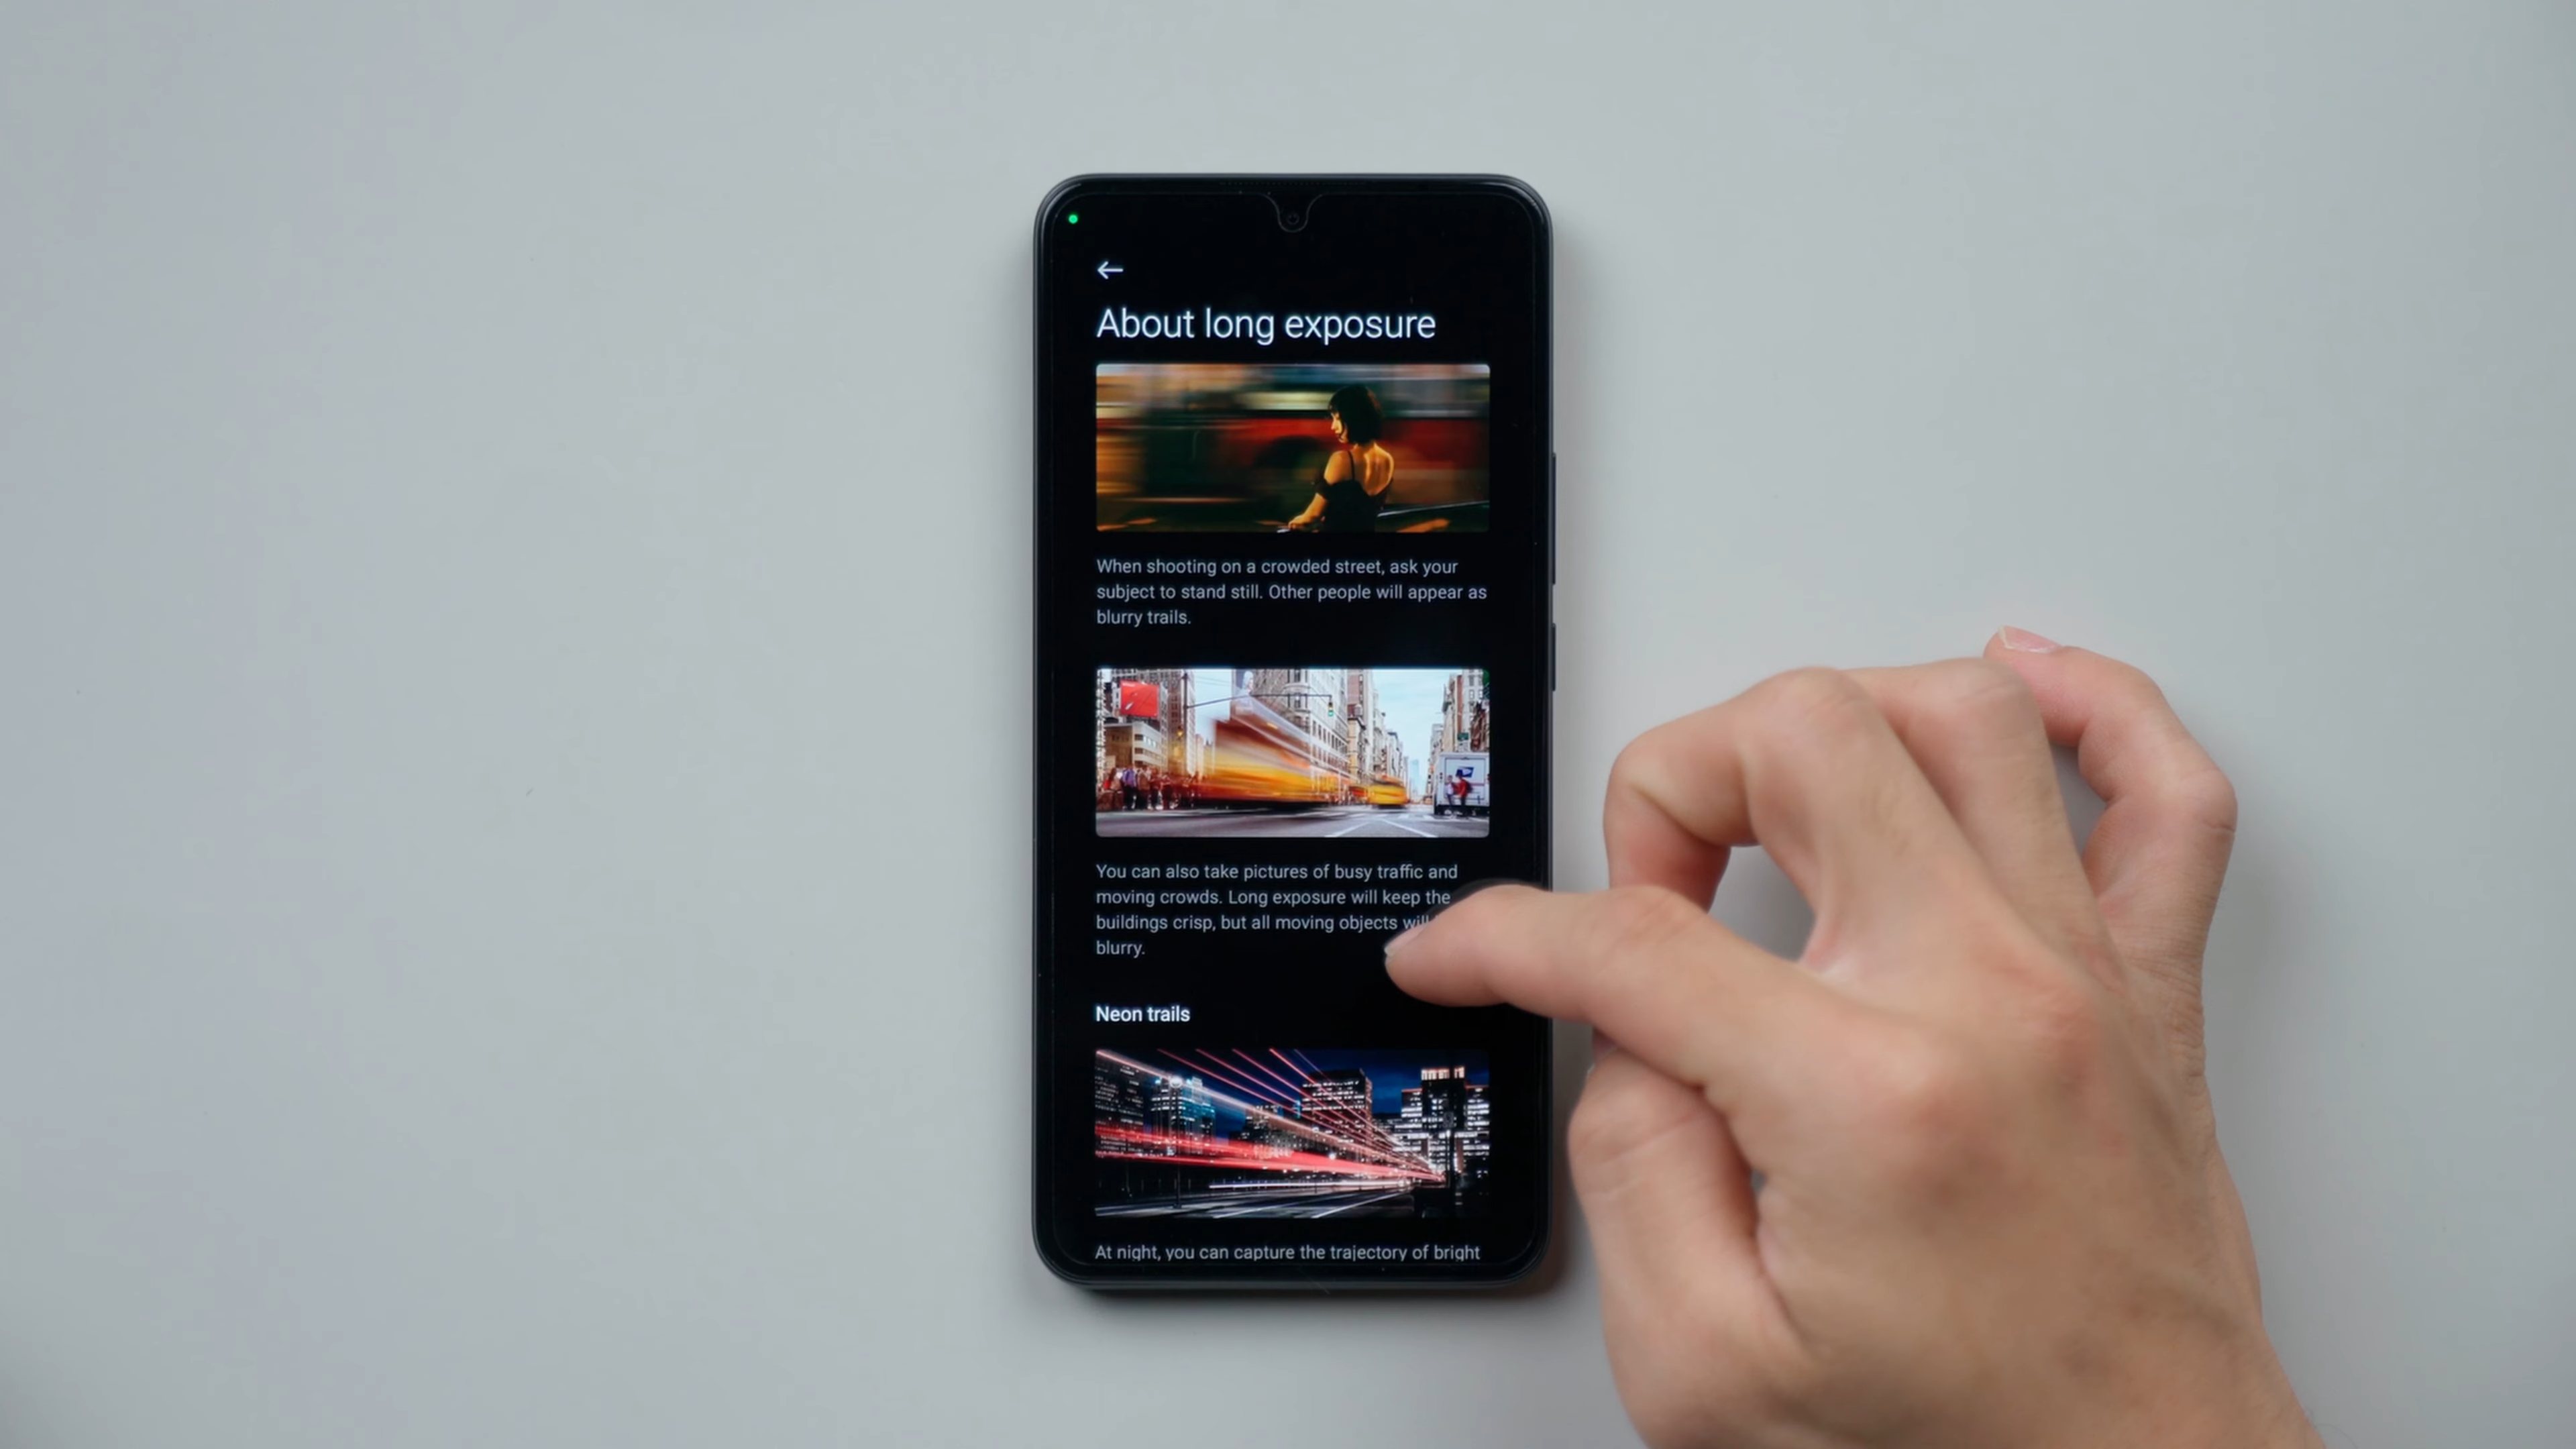 About long exposure
When shooting on a crowded street, ask your
subject to stand still. Other people will appear as
blurry trails.
You can also take pictures of busy traffic and
moving crowds. Long exposure will keep the
buildings crisp, but all moving objects will
blurry.
Neon trails
At night, you can capture the trajectory of bright